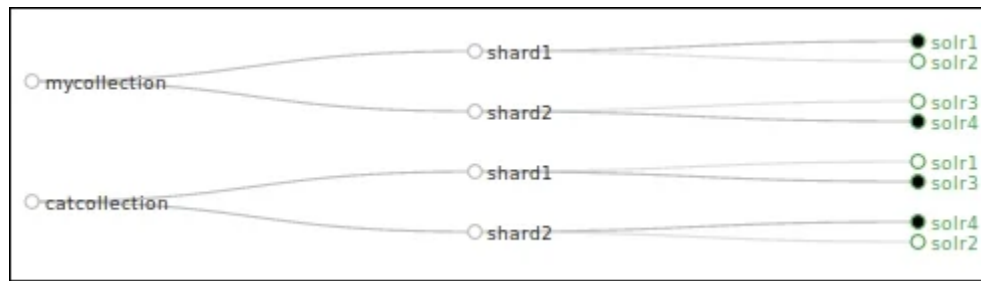 mycollection
shard1
solr1
solr2
shard2
solr3
solr4
catcollection
shard1
solr1
solr3
shard2
solr4
solr2